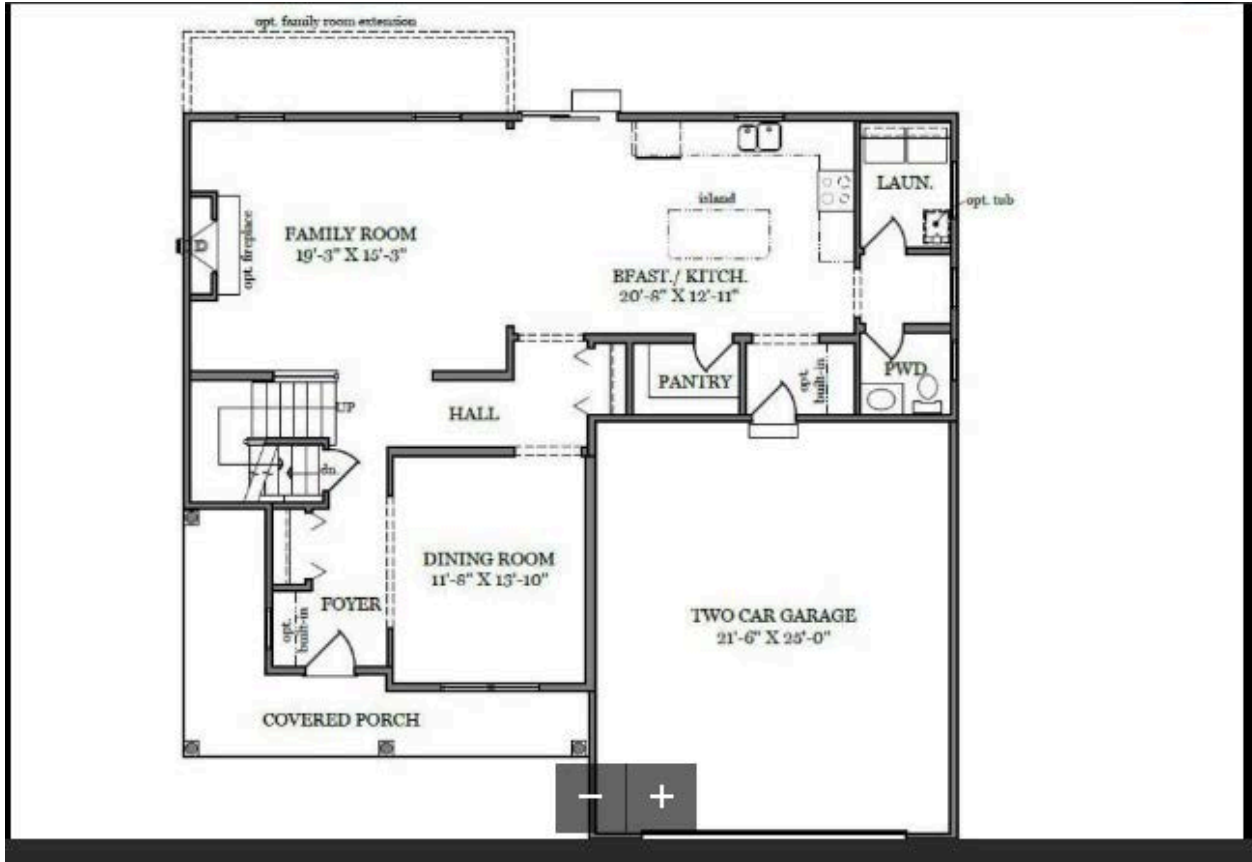 opt. family room extension
LAUN.
opt. tub
island
opt. fireplace
FAMILY ROOM
19'-3" X 15'-3"
BFAST./ KITCH.
20'-8" X 12'-11"
PWD
PANTRY
opt.
built-in
UP
HALL
dn.
DINING ROOM
11'-8" X 13'-10"
FOYER
opt.
built-in
TWO CAR GARAGE
21'-6" X 25'-0"
COVERED PORCH
− +